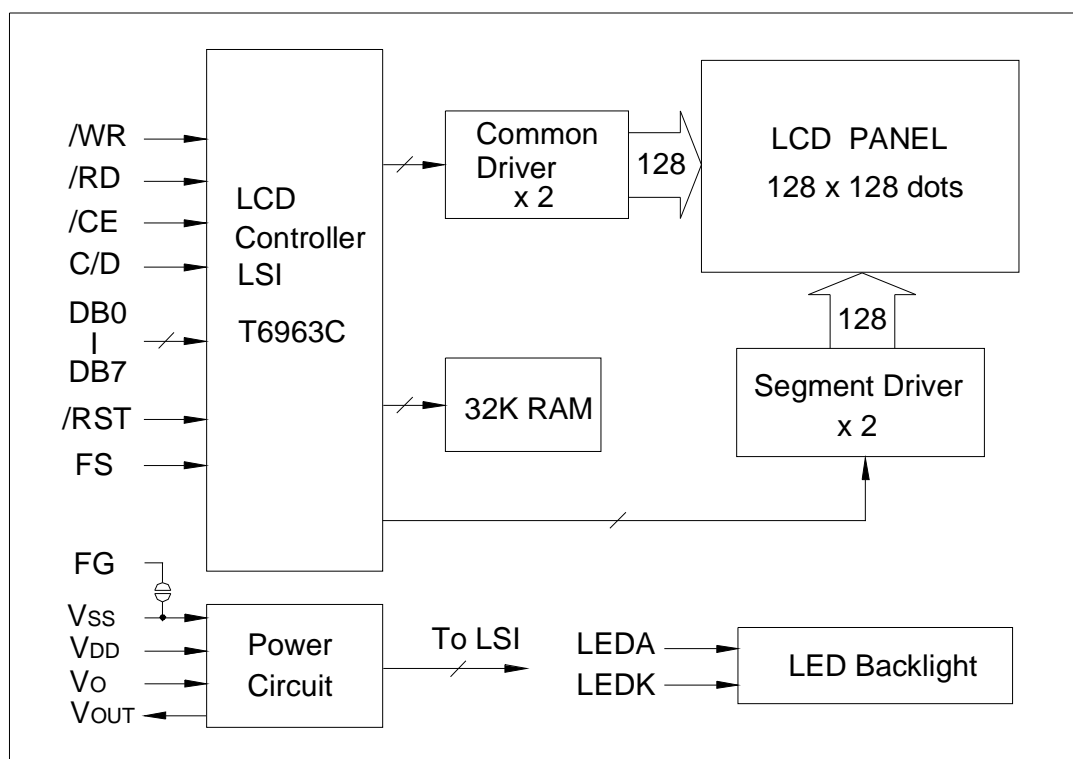 /WR
/RD
/CE
C/D
DB0
DB7
/RST
FS
FG
VSS
VDD
VO
VOUT
LCD
Controller
LSI
T6963C
Common
Driver
x 2
128
LCD PANEL
128 x 128 dots
128
32K RAM
Segment Driver
x 2
Power
Circuit
To LSI
LEDA
LEDK
LED Backlight